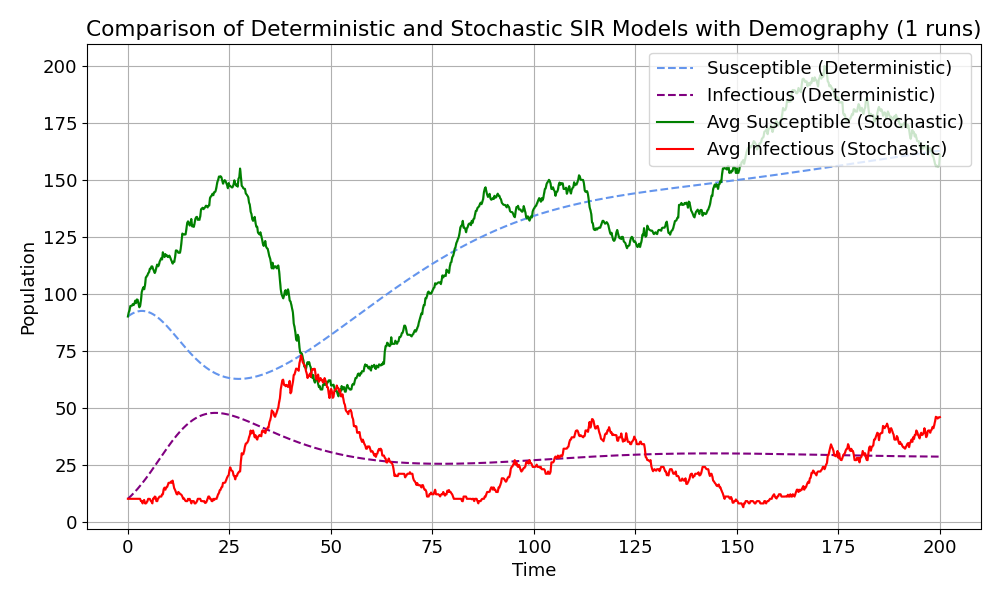 Comparison of Deterministic and Stochastic SIR Models with Demography (1 runs)
Susceptible (Deterministic)
Infectious (Deterministic)
Avg Susceptible (Stochastic)
Avg Infectious (Stochastic)
Population
200
175
150
125
100
75
50
25
0
0 25 50 75 100 125 150 175 200
Time